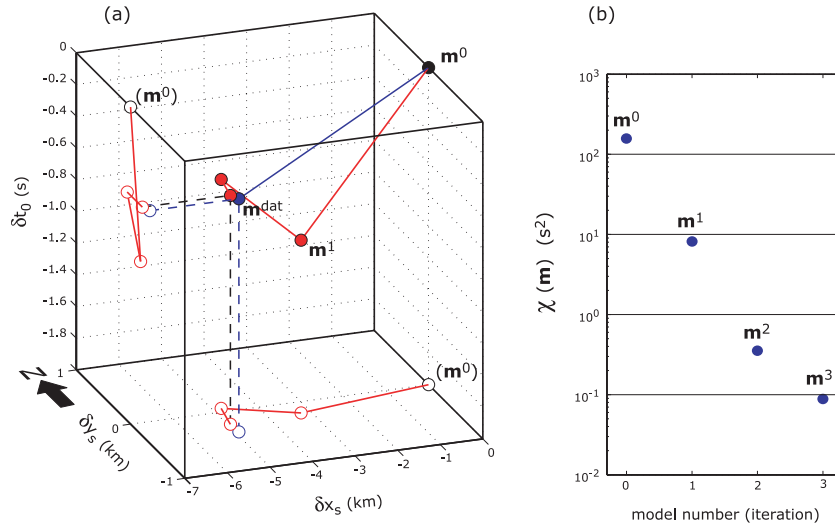 (a)
0
-0.2
-0.4
-0.6
-0.8
-1.0
-1.2
-1.4
-1.6
-1.8
δt₀ (s)
(m⁰)
m⁰
m^dat
m¹
(m⁰)
1
0
-1
N
δyₛ (km)
-7
-6
-5
-4
-3
-2
-1
0
δxₛ (km)
(b)
10³
10²
10¹
10⁰
10⁻¹
10⁻²
χ (m) (s²)
m⁰
m¹
m²
m³
0
1
2
3
model number (iteration)